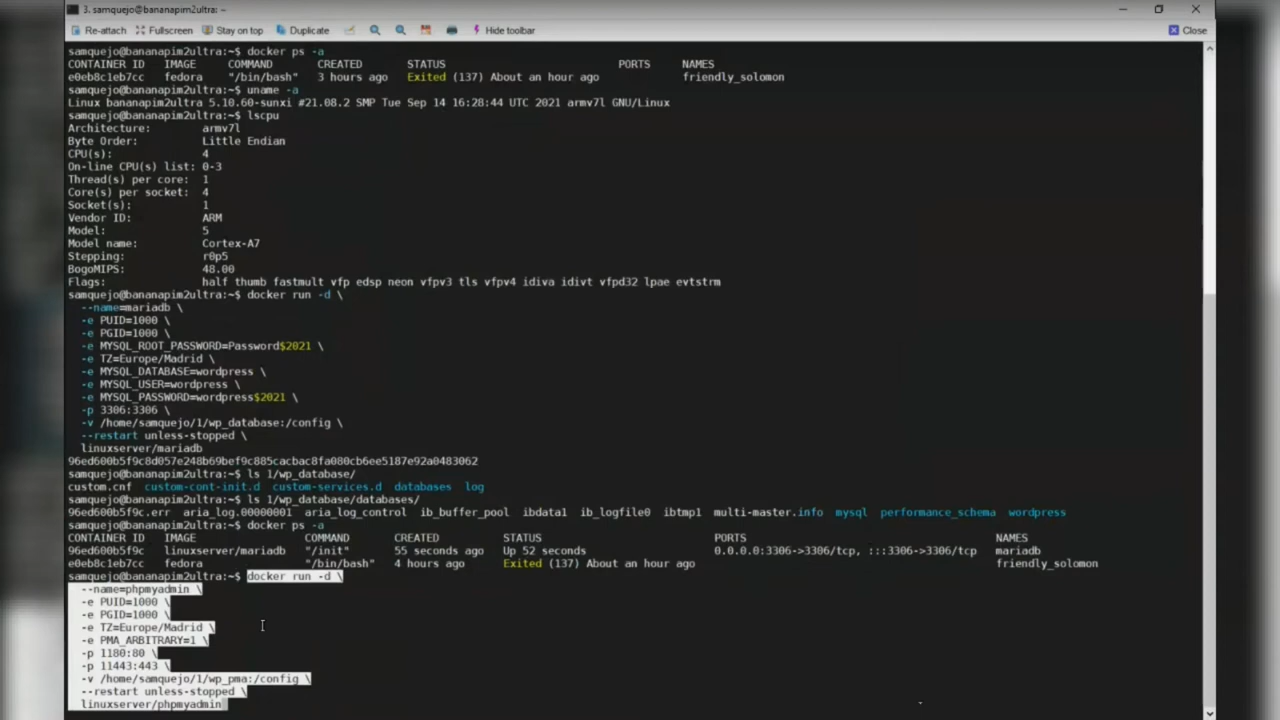 3. samquejo@bananapim2ultra: ~
Re-attach Fullscreen Stay on top Duplicate Hide toolbar Close
samquejo@bananapim2ultra:~$ docker ps -a
CONTAINER ID IMAGE COMMAND CREATED STATUS PORTS NAMES
e0eb8c1eb7cc fedora "/bin/bash" 3 hours ago Exited (137) About an hour ago friendly_solomon
samquejo@bananapim2ultra:~$ uname -a
Linux bananapim2ultra 5.10.60-sunxi #21.08.2 SMP Tue Sep 14 16:28:44 UTC 2021 armv7l GNU/Linux
samquejo@bananapim2ultra:~$ lscpu
Architecture: armv7l
Byte Order: Little Endian
CPU(s): 4
On-line CPU(s) list: 0-3
Thread(s) per core: 1
Core(s) per socket: 4
Socket(s): 1
Vendor ID: ARM
Model: 5
Model name: Cortex-A7
Stepping: r0p5
BogoMIPS: 48.00
Flags: half thumb fastmult vfp edsp neon vfpv3 tls vfpv4 idiva idivt vfpd32 lpae evtstrm
samquejo@bananapim2ultra:~$ docker run -d \
--name=mariadb \
-e PUID=1000 \
-e PGID=1000 \
-e MYSQL_ROOT_PASSWORD=Password$2021 \
-e TZ=Europe/Madrid \
-e MYSQL_DATABASE=wordpress \
-e MYSQL_USER=wordpress \
-e MYSQL_PASSWORD=wordpress$2021 \
-p 3306:3306 \
-v /home/samquejo/1/wp_database:/config \
--restart unless-stopped \
linuxserver/mariadb
96ed600b5f9c8d057e248b69bef9c885cacbac8fa080cb6ee5187e92a0483062
samquejo@bananapim2ultra:~$ ls 1/wp_database/
custom.cnf custom-cont-init.d custom-services.d databases log
samquejo@bananapim2ultra:~$ ls 1/wp_database/databases/
96ed600b5f9c.err aria_log.00000001 aria_log_control ib_buffer_pool ibdata1 ib_logfile0 ibtmp1 multi-master.info mysql performance_schema wordpress
samquejo@bananapim2ultra:~$ docker ps -a
CONTAINER ID IMAGE COMMAND CREATED STATUS PORTS NAMES
96ed600b5f9c linuxserver/mariadb "/init" 55 seconds ago Up 52 seconds 0.0.0.0:3306->3306/tcp, :::3306->3306/tcp mariadb
e0eb8c1eb7cc fedora "/bin/bash" 4 hours ago Exited (137) About an hour ago friendly_solomon
samquejo@bananapim2ultra:~$ docker run -d \
--name=phpmyadmin \
-e PUID=1000 \
-e PGID=1000 \
-e TZ=Europe/Madrid \
-e PMA_ARBITRARY=1 \
-p 1180:80 \
-p 11443:443 \
-v /home/samquejo/1/wp_pma:/config \
--restart unless-stopped \
linuxserver/phpmyadmin